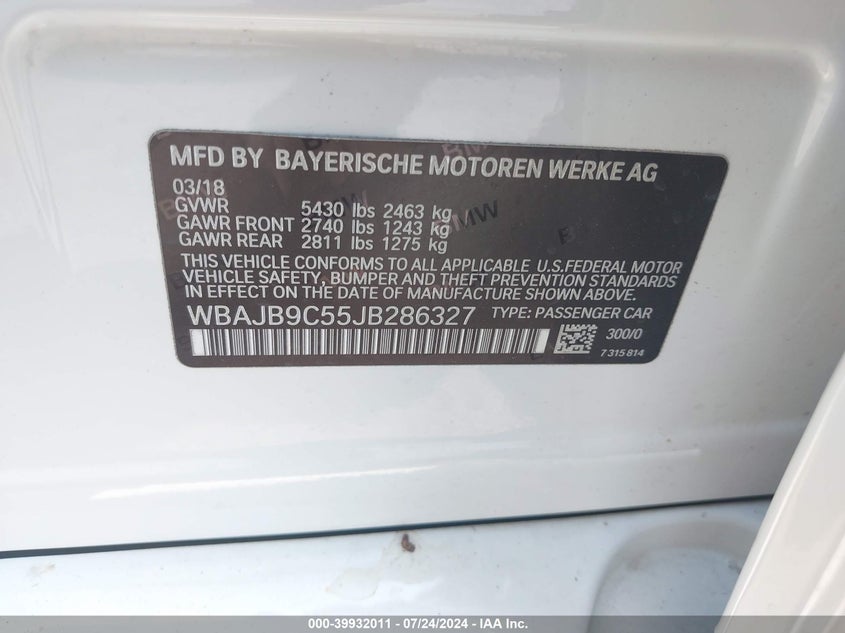 MFD BY BAYERISCHE MOTOREN WERKE AG
03/18
GVWR 5430 lbs 2463 kg
GAWR FRONT 2740 lbs 1243 kg
GAWR REAR 2811 lbs 1275 kg
THIS VEHICLE CONFORMS TO ALL APPLICABLE U.S.FEDERAL MOTOR
VEHICLE SAFETY, BUMPER AND THEFT PREVENTION STANDARDS
IN EFFECT ON THE DATE OF MANUFACTURE SHOWN ABOVE.
WBAJB9C55JB286327 TYPE: PASSENGER CAR
300/0
7 315 814
000-39932011 - 07/24/2024 - IAA Inc.